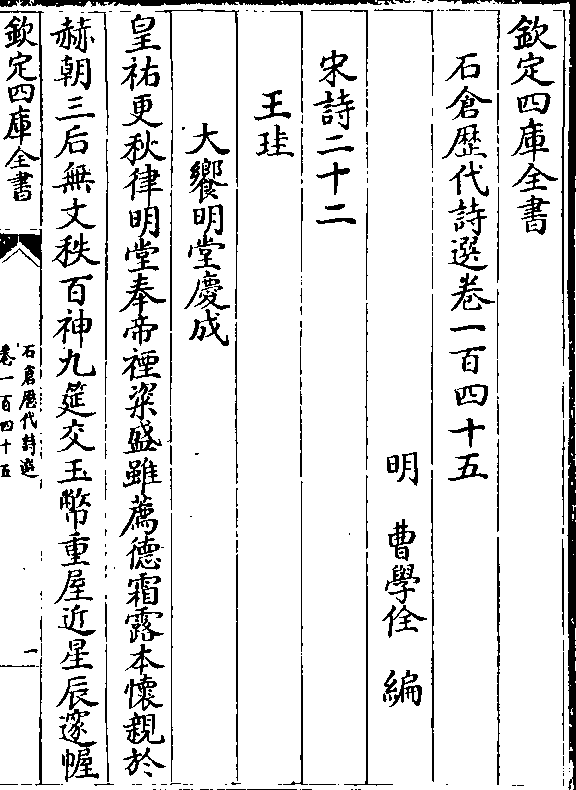 欽定四庫全書
石倉歴代詩選卷一百四十五
明 曹學佺 編
宋詩二十二
王珪
大饗明堂慶成
皇祐更秋律明堂奉帝禋粢盛雖薦德霜露本懷親於
赫朝三后無文秩百神九筵交玉幣重屋近星辰邃幄
欽定四庫全書
石倉歴代詩選
卷一百四十五
一